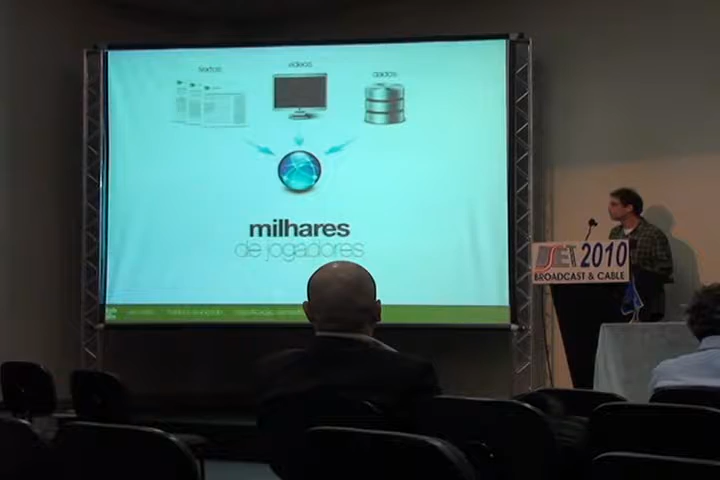 textos
vídeos
dados
milhares
de jogadores
SET 2010
BROADCAST & CABLE